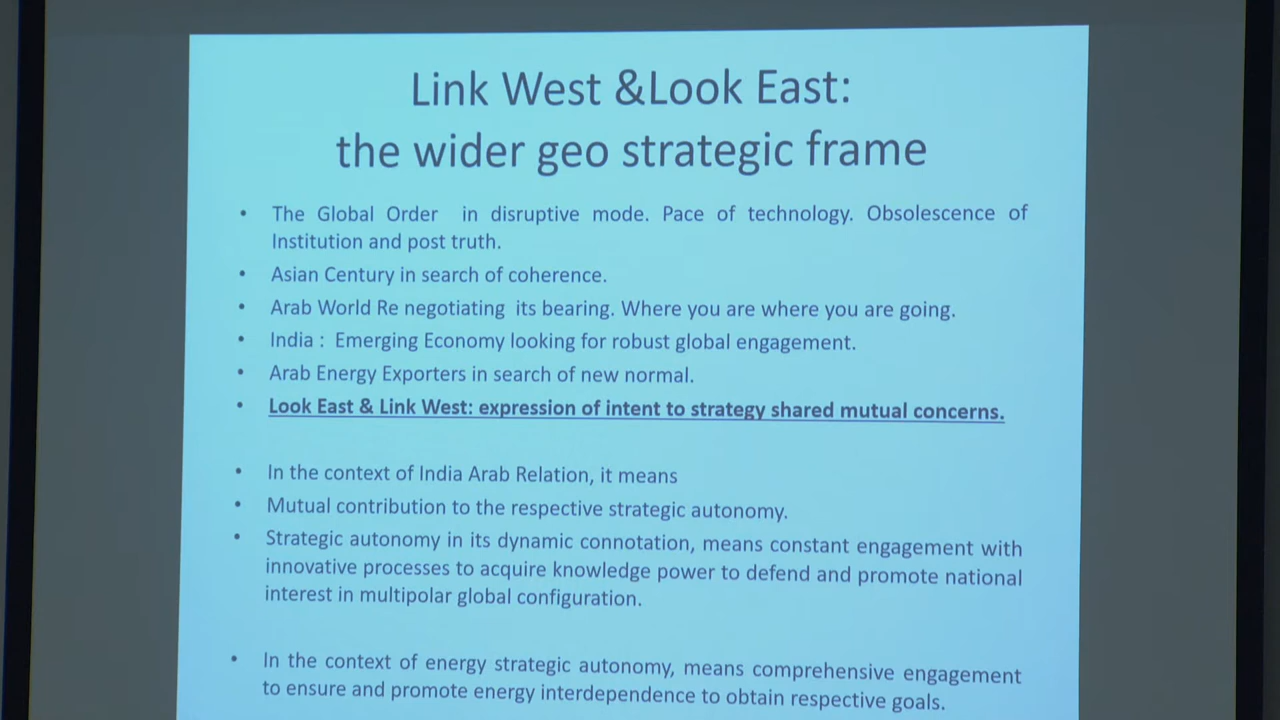 Link West &Look East:
the wider geo strategic frame
• The Global Order in disruptive mode. Pace of technology. Obsolescence of
Institution and post truth.
• Asian Century in search of coherence.
• Arab World Re negotiating its bearing. Where you are where you are going.
• India : Emerging Economy looking for robust global engagement.
• Arab Energy Exporters in search of new normal.
• Look East & Link West: expression of intent to strategy shared mutual concerns.
• In the context of India Arab Relation, it means
• Mutual contribution to the respective strategic autonomy.
• Strategic autonomy in its dynamic connotation, means constant engagement with
innovative processes to acquire knowledge power to defend and promote national
interest in multipolar global configuration.
• In the context of energy strategic autonomy, means comprehensive engagement
to ensure and promote energy interdependence to obtain respective goals.